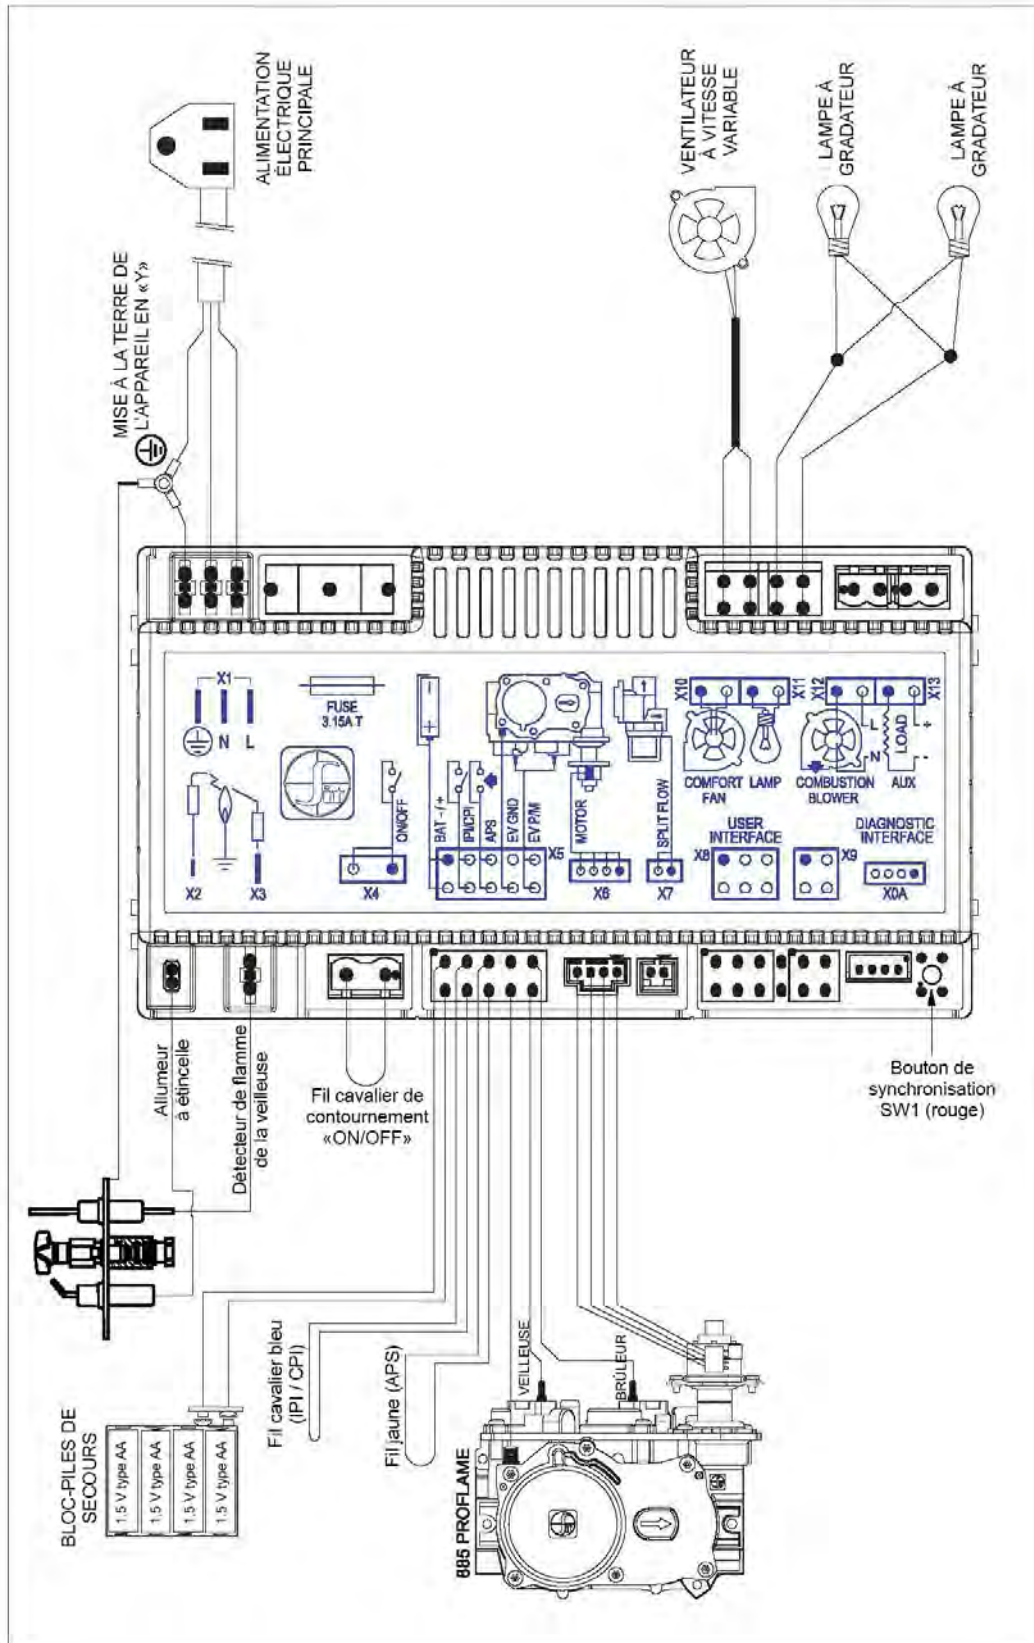 ALIMENTATION
ÉLECTRIQUE
PRINCIPALE
MISE À LA TERRE DE
L'APPAREIL EN «Y»
VENTILATEUR
À VITESSE
VARIABLE
LAMPE À
GRADATEUR
LAMPE À
GRADATEUR
X1
N L
X2
X3
FUSE
3.15A T
ON/OFF
X4
BAT - / +
IPI/CPI
APS
EV GND
EV P/M
X5
MOTOR
X6
SPLIT FLOW
X7
X10
X11
X12
X13
COMFORT
FAN
LAMP
COMBUSTION
BLOWER
L
N
LOAD
+
-
AUX
USER
INTERFACE
X8
X9
DIAGNOSTIC
INTERFACE
X0A
Allumeur
à étincelle
Détecteur de flamme
de la veilleuse
Fil cavalier de
contournement
«ON/OFF»
Bouton de
synchronisation
SW1 (rouge)
BLOC-PILES DE
SECOURS
1.5 V type AA
1.5 V type AA
1.5 V type AA
1.5 V type AA
Fil cavalier bleu
(IPI / CPI)
Fil jaune (APS)
VEILLEUSE
BRÛLEUR
885 PROFLAME